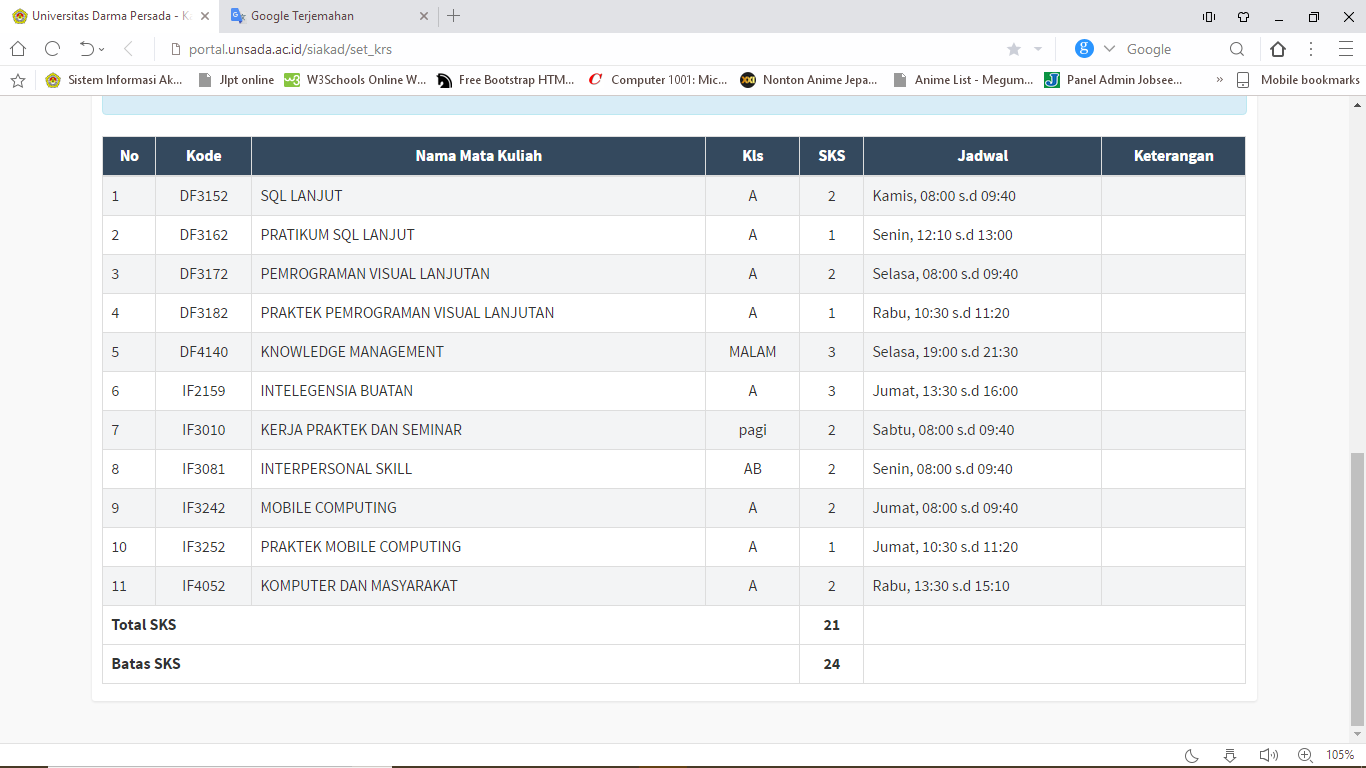 Universitas Darma Persada - K
Google Terjemahan
portal.unsada.ac.id/siakad/set_krs
Google
Sistem Informasi Ak...
Jlpt online
W3Schools Online W...
Free Bootstrap HTM...
Computer 1001: Mic...
Nonton Anime Jepa...
Anime List - Megum...
Panel Admin Jobsee...
» Mobile bookmarks
No Kode Nama Mata Kuliah Kls SKS Jadwal Keterangan
1 DF3152 SQL LANJUT A 2 Kamis, 08:00 s.d 09:40
2 DF3162 PRATIKUM SQL LANJUT A 1 Senin, 12:10 s.d 13:00
3 DF3172 PEMROGRAMAN VISUAL LANJUTAN A 2 Selasa, 08:00 s.d 09:40
4 DF3182 PRAKTEK PEMROGRAMAN VISUAL LANJUTAN A 1 Rabu, 10:30 s.d 11:20
5 DF4140 KNOWLEDGE MANAGEMENT MALAM 3 Selasa, 19:00 s.d 21:30
6 IF2159 INTELEGENSIA BUATAN A 3 Jumat, 13:30 s.d 16:00
7 IF3010 KERJA PRAKTEK DAN SEMINAR pagi 2 Sabtu, 08:00 s.d 09:40
8 IF3081 INTERPERSONAL SKILL AB 2 Senin, 08:00 s.d 09:40
9 IF3242 MOBILE COMPUTING A 2 Jumat, 08:00 s.d 09:40
10 IF3252 PRAKTEK MOBILE COMPUTING A 1 Jumat, 10:30 s.d 11:20
11 IF4052 KOMPUTER DAN MASYARAKAT A 2 Rabu, 13:30 s.d 15:10
Total SKS 21
Batas SKS 24
105%